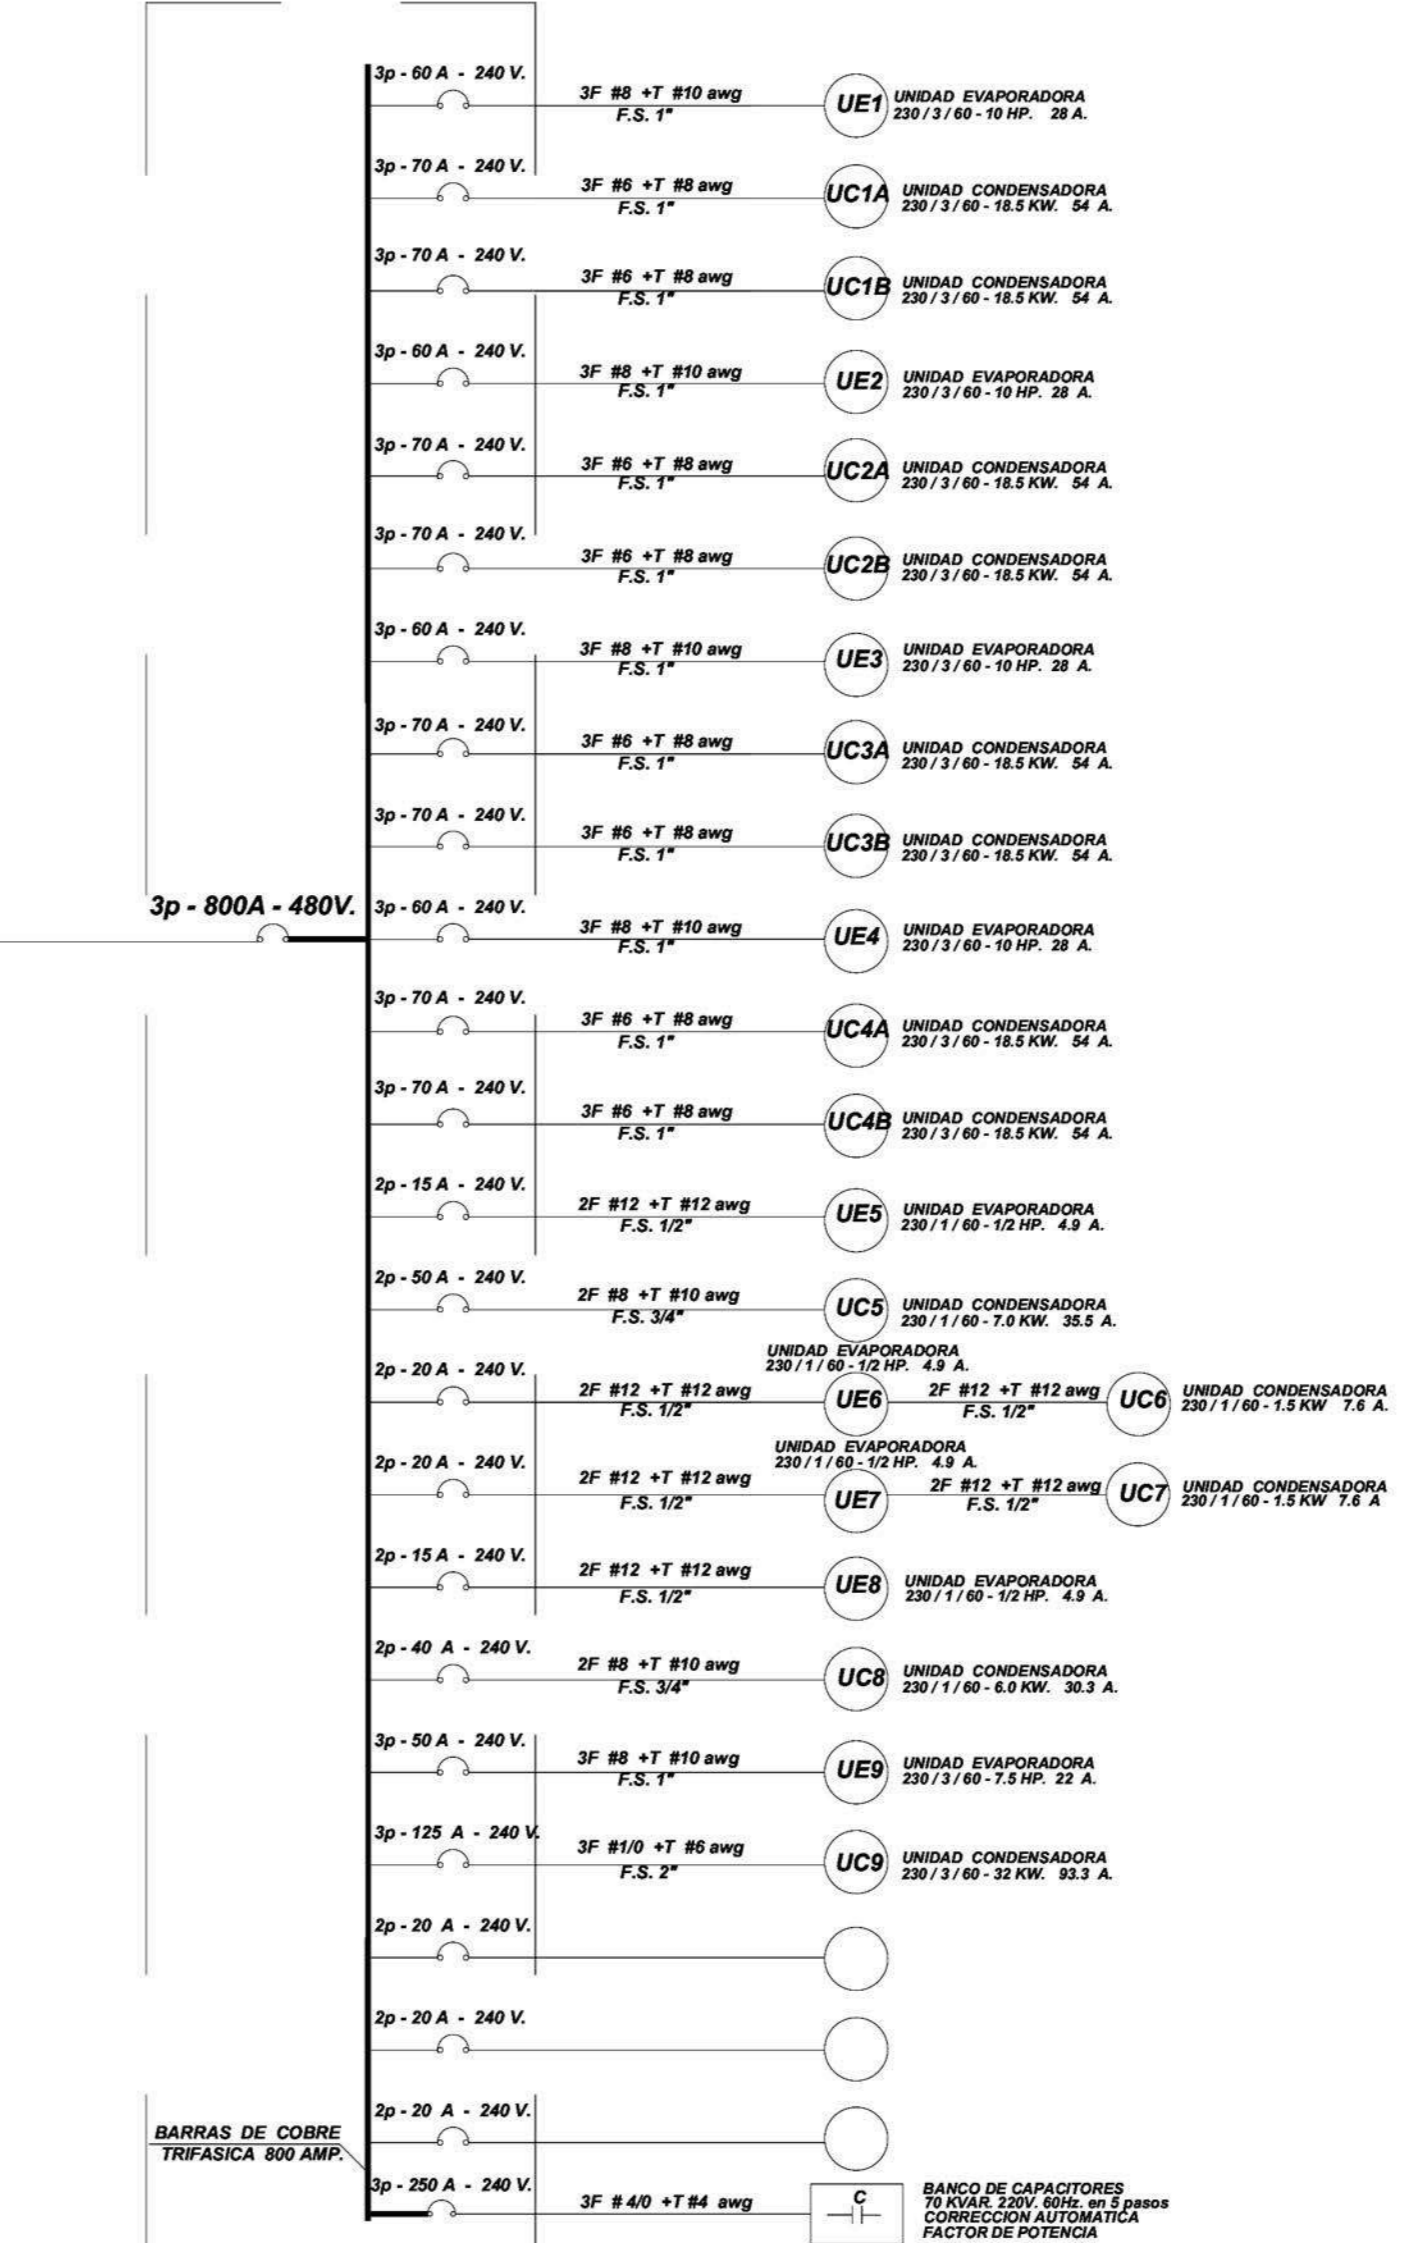 3p - 60 A - 240 V.
3F #8 +T #10 awg
F.S. 1"
UE1
UNIDAD EVAPORADORA
230 / 3 / 60 - 10 HP. 28 A.
3p - 70 A - 240 V.
3F #6 +T #8 awg
F.S. 1"
UC1A
UNIDAD CONDENSADORA
230 / 3 / 60 - 18.5 KW. 54 A.
3p - 70 A - 240 V.
3F #6 +T #8 awg
F.S. 1"
UC1B
UNIDAD CONDENSADORA
230 / 3 / 60 - 18.5 KW. 54 A.
3p - 60 A - 240 V.
3F #8 +T #10 awg
F.S. 1"
UE2
UNIDAD EVAPORADORA
230 / 3 / 60 - 10 HP. 28 A.
3p - 70 A - 240 V.
3F #6 +T #8 awg
F.S. 1"
UC2A
UNIDAD CONDENSADORA
230 / 3 / 60 - 18.5 KW. 54 A.
3p - 70 A - 240 V.
3F #6 +T #8 awg
F.S. 1"
UC2B
UNIDAD CONDENSADORA
230 / 3 / 60 - 18.5 KW. 54 A.
3p - 60 A - 240 V.
3F #8 +T #10 awg
F.S. 1"
UE3
UNIDAD EVAPORADORA
230 / 3 / 60 - 10 HP. 28 A.
3p - 70 A - 240 V.
3F #6 +T #8 awg
F.S. 1"
UC3A
UNIDAD CONDENSADORA
230 / 3 / 60 - 18.5 KW. 54 A.
3p - 70 A - 240 V.
3F #6 +T #8 awg
F.S. 1"
UC3B
UNIDAD CONDENSADORA
230 / 3 / 60 - 18.5 KW. 54 A.
3p - 800A - 480V.
3p - 60 A - 240 V.
3F #8 +T #10 awg
F.S. 1"
UE4
UNIDAD EVAPORADORA
230 / 3 / 60 - 10 HP. 28 A.
3p - 70 A - 240 V.
3F #6 +T #8 awg
F.S. 1"
UC4A
UNIDAD CONDENSADORA
230 / 3 / 60 - 18.5 KW. 54 A.
3p - 70 A - 240 V.
3F #6 +T #8 awg
F.S. 1"
UC4B
UNIDAD CONDENSADORA
230 / 3 / 60 - 18.5 KW. 54 A.
2p - 15 A - 240 V.
2F #12 +T #12 awg
F.S. 1/2"
UE5
UNIDAD EVAPORADORA
230 / 1 / 60 - 1/2 HP. 4.9 A.
2p - 50 A - 240 V.
2F #8 +T #10 awg
F.S. 3/4"
UC5
UNIDAD CONDENSADORA
230 / 1 / 60 - 7.0 KW. 35.5 A.
2p - 20 A - 240 V.
2F #12 +T #12 awg
F.S. 1/2"
UNIDAD EVAPORADORA
230 / 1 / 60 - 1/2 HP. 4.9 A.
UE6
2F #12 +T #12 awg
F.S. 1/2"
UC6
UNIDAD CONDENSADORA
230 / 1 / 60 - 1.5 KW 7.6 A.
2p - 20 A - 240 V.
2F #12 +T #12 awg
F.S. 1/2"
UNIDAD EVAPORADORA
230 / 1 / 60 - 1/2 HP. 4.9 A.
UE7
2F #12 +T #12 awg
F.S. 1/2"
UC7
UNIDAD CONDENSADORA
230 / 1 / 60 - 1.5 KW 7.6 A
2p - 15 A - 240 V.
2F #12 +T #12 awg
F.S. 1/2"
UE8
UNIDAD EVAPORADORA
230 / 1 / 60 - 1/2 HP. 4.9 A.
2p - 40 A - 240 V.
2F #8 +T #10 awg
F.S. 3/4"
UC8
UNIDAD CONDENSADORA
230 / 1 / 60 - 6.0 KW. 30.3 A.
3p - 50 A - 240 V.
3F #8 +T #10 awg
F.S. 1"
UE9
UNIDAD EVAPORADORA
230 / 3 / 60 - 7.5 HP. 22 A.
3p - 125 A - 240 V.
3F #1/0 +T #6 awg
F.S. 2"
UC9
UNIDAD CONDENSADORA
230 / 3 / 60 - 32 KW. 93.3 A.
2p - 20 A - 240 V.
2p - 20 A - 240 V.
2p - 20 A - 240 V.
BARRAS DE COBRE
TRIFASICA 800 AMP.
3p - 250 A - 240 V.
3F # 4/0 +T #4 awg
C
BANCO DE CAPACITORES
70 KVAR. 220V. 60Hz. en 5 pasos
CORRECCION AUTOMATICA
FACTOR DE POTENCIA